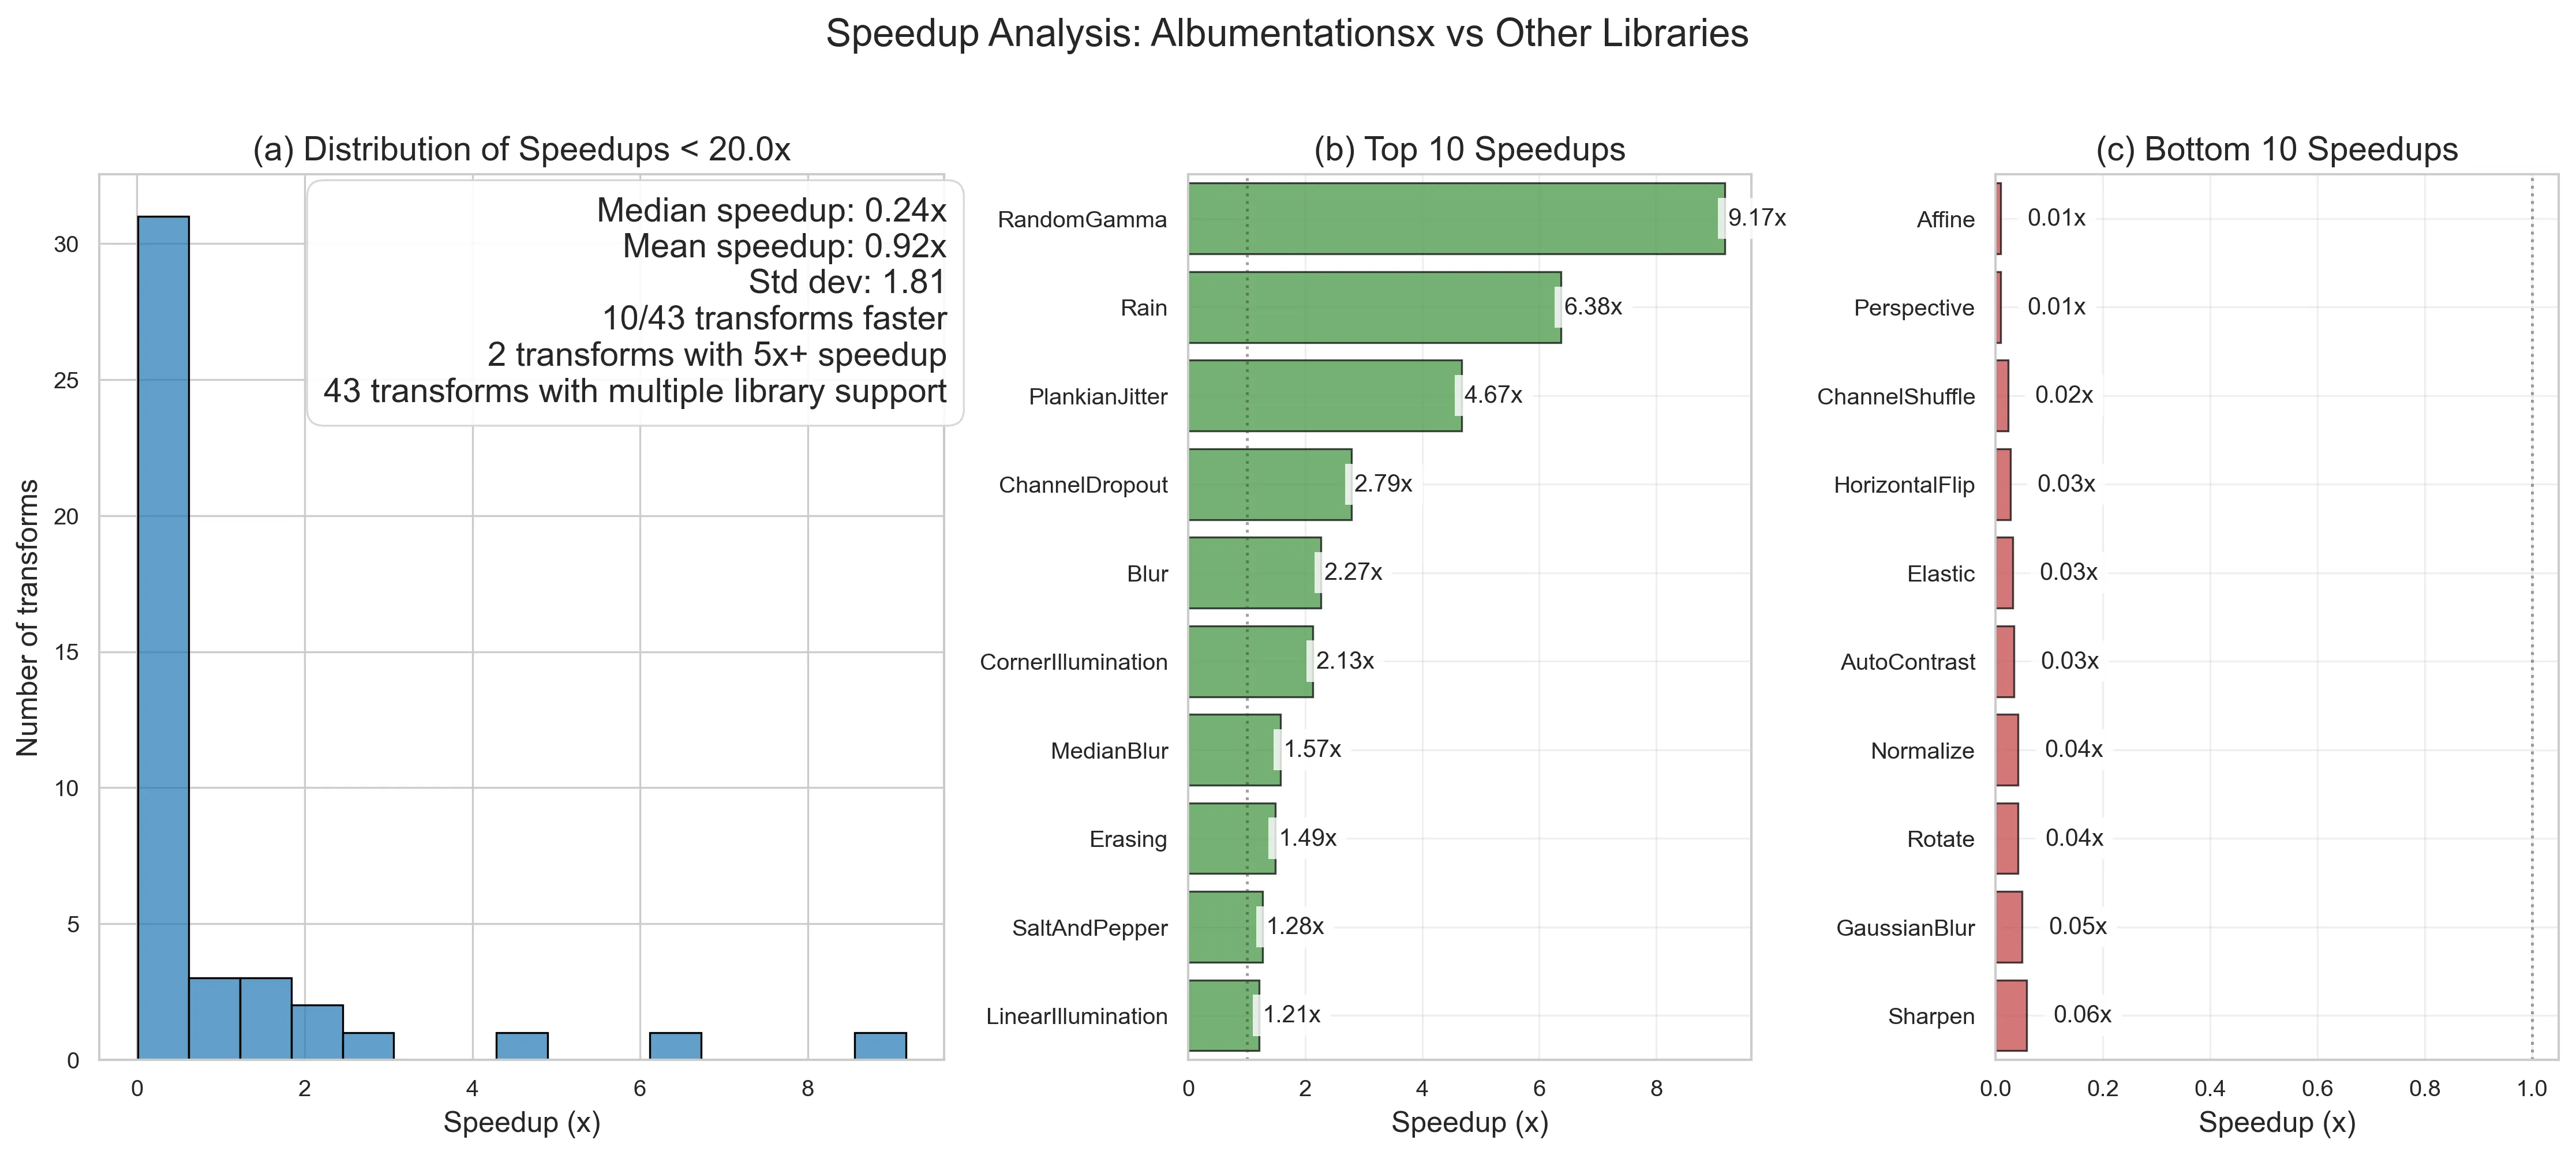 Speedup Analysis: Albumentationsx vs Other Libraries
(a) Distribution of Speedups < 20.0x
Median speedup: 0.24x
Mean speedup: 0.92x
Std dev: 1.81
10/43 transforms faster
2 transforms with 5x+ speedup
43 transforms with multiple library support
Number of transforms
30
25
20
15
10
5
0
0 2 4 6 8
Speedup (x)
(b) Top 10 Speedups
RandomGamma 9.17x
Rain 6.38x
PlankianJitter 4.67x
ChannelDropout 2.79x
Blur 2.27x
CornerIllumination 2.13x
MedianBlur 1.57x
Erasing 1.49x
SaltAndPepper 1.28x
LinearIllumination 1.21x
0 2 4 6 8
Speedup (x)
(c) Bottom 10 Speedups
Affine 0.01x
Perspective 0.01x
ChannelShuffle 0.02x
HorizontalFlip 0.03x
Elastic 0.03x
AutoContrast 0.03x
Normalize 0.04x
Rotate 0.04x
GaussianBlur 0.05x
Sharpen 0.06x
0.0 0.2 0.4 0.6 0.8 1.0
Speedup (x)